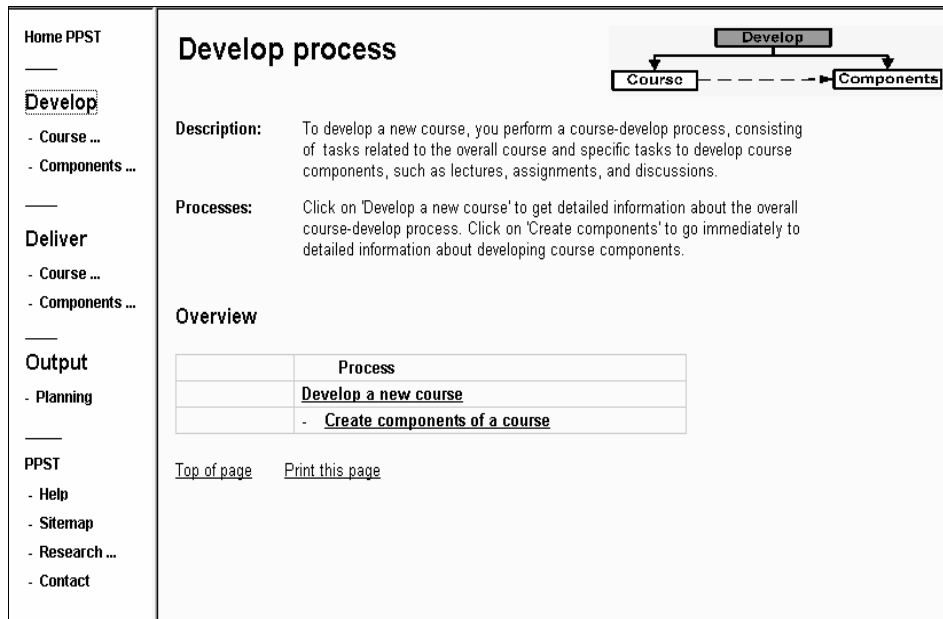 Home PPST
Develop
- Course ...
- Components ...
Deliver
- Course ...
- Components ...
Output
- Planning
PPST
- Help
- Sitemap
- Research ...
- Contact
Develop process
Develop
Course
Components
Description:
To develop a new course, you perform a course-develop process, consisting
of tasks related to the overall course and specific tasks to develop course
components, such as lectures, assignments, and discussions.
Processes:
Click on 'Develop a new course' to get detailed information about the overall
course-develop process. Click on 'Create components' to go immediately to
detailed information about developing course components.
Overview
Process
Develop a new course
- Create components of a course
Top of page Print this page